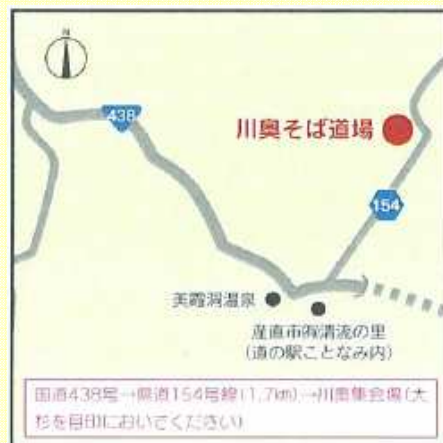 N
438
川奥そば道場
154
美霞洞温泉
産直市㈲清流の里
(道の駅ことなみ内)
国道438号→県道154号線(1.7km)→川奥集会場(大
杉を目印においでください)